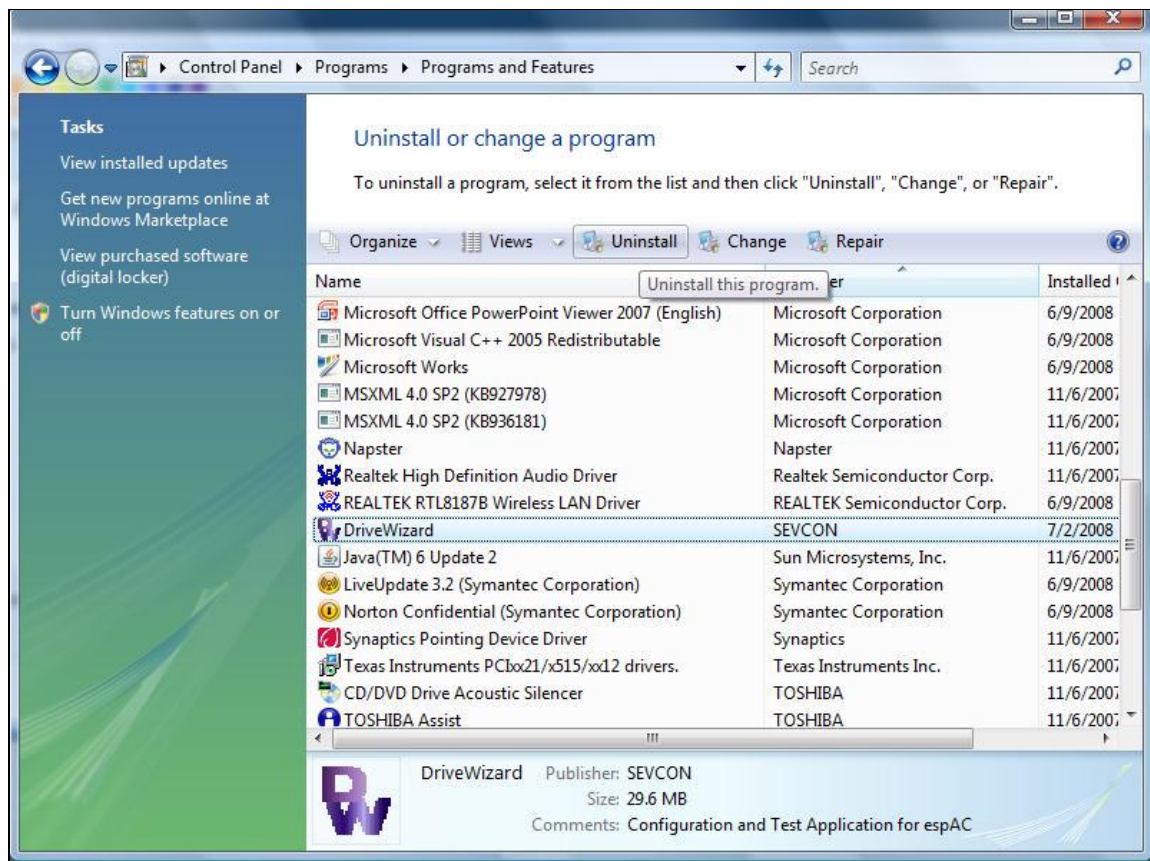 Control Panel ▸ Programs ▸ Programs and Features
Search
Tasks
View installed updates
Get new programs online at
Windows Marketplace
View purchased software
(digital locker)
Turn Windows features on or
off
Uninstall or change a program
To uninstall a program, select it from the list and then click "Uninstall", "Change", or "Repair".
Organize Views Uninstall Change Repair
Uninstall this program.
Name er Installed
Microsoft Office PowerPoint Viewer 2007 (English) Microsoft Corporation 6/9/2008
Microsoft Visual C++ 2005 Redistributable Microsoft Corporation 6/9/2008
Microsoft Works Microsoft Corporation 6/9/2008
MSXML 4.0 SP2 (KB927978) Microsoft Corporation 11/6/2007
MSXML 4.0 SP2 (KB936181) Microsoft Corporation 11/6/2007
Napster Napster 11/6/2007
Realtek High Definition Audio Driver Realtek Semiconductor Corp. 11/6/2007
REALTEK RTL8187B Wireless LAN Driver REALTEK Semiconductor Corp. 6/9/2008
DriveWizard SEVCON 7/2/2008
Java(TM) 6 Update 2 Sun Microsystems, Inc. 11/6/2007
LiveUpdate 3.2 (Symantec Corporation) Symantec Corporation 6/9/2008
Norton Confidential (Symantec Corporation) Symantec Corporation 6/9/2008
Synaptics Pointing Device Driver Synaptics 11/6/2007
Texas Instruments PCIxx21/x515/xx12 drivers. Texas Instruments Inc. 11/6/2007
CD/DVD Drive Acoustic Silencer TOSHIBA 11/6/2007
TOSHIBA Assist TOSHIBA 11/6/2007
DW
DriveWizard Publisher: SEVCON
Size: 29.6 MB
Comments: Configuration and Test Application for espAC